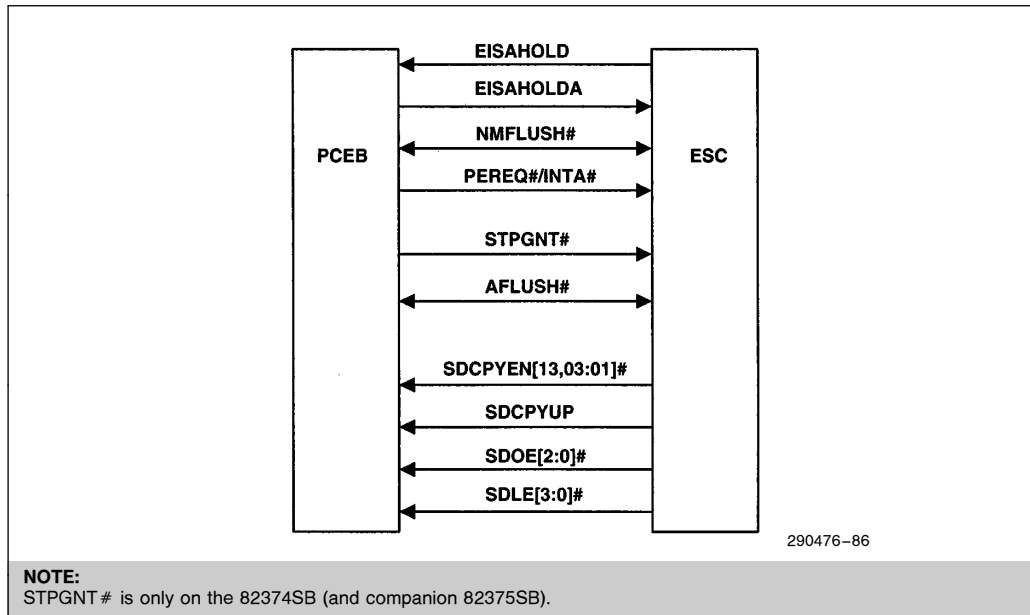 EISAHOLD
EISAHOLDA
NMFLUSH#
PCEB
ESC
PEREQ#/INTA#
STPGNT#
AFLUSH#
SDCPYEN[13,03:01]#
SDCPYUP
SDOE[2:0]#
SDLE[3:0]#
290476–86
NOTE:
STPGNT# is only on the 82374SB (and companion 82375SB).